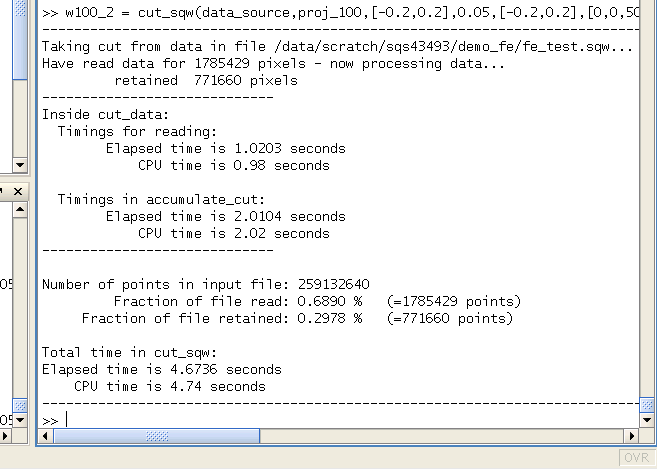 >> w100_2 = cut_sqw(data_source,proj_100,[-0.2,0.2],0.05,[-0.2,0.2],[0,0,50
--------------------------------------------------------------------------
Taking cut from data in file /data/scratch/sqs43493/demo_fe/fe_test.sqw...
Have read data for 1785429 pixels - now processing data...
retained 771660 pixels
-----------------------------
Inside cut_data:
Timings for reading:
Elapsed time is 1.0203 seconds
CPU time is 0.98 seconds
Timings in accumulate_cut:
Elapsed time is 2.0104 seconds
CPU time is 2.02 seconds
-----------------------------
Number of points in input file: 259132640
Fraction of file read: 0.6890 % (=1785429 points)
Fraction of file retained: 0.2978 % (=771660 points)
Total time in cut_sqw:
Elapsed time is 4.6736 seconds
CPU time is 4.74 seconds
--------------------------------------------------------------------------
>>
05
05
OVR